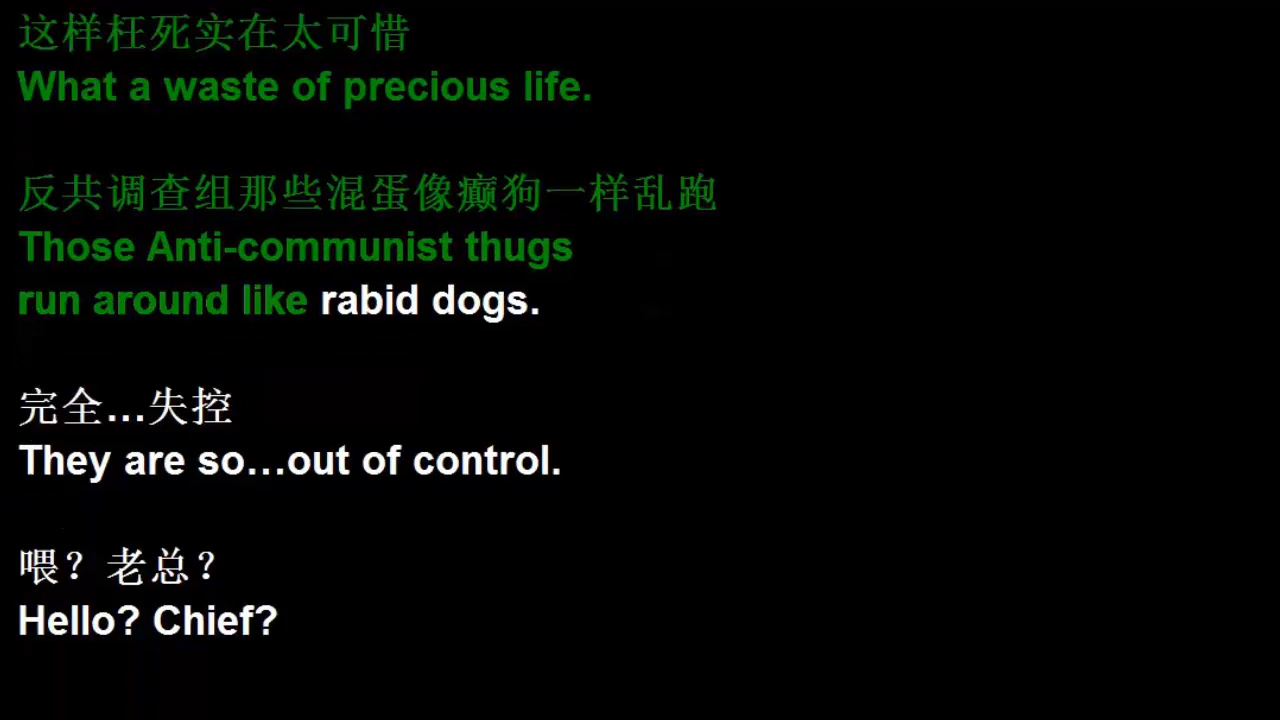 这样枉死实在太可惜
What a waste of precious life.
反共调查组那些混蛋像癫狗一样乱跑
Those Anti-communist thugs
run around like rabid dogs.
完全…失控
They are so…out of control.
喂？老总？
Hello? Chief?